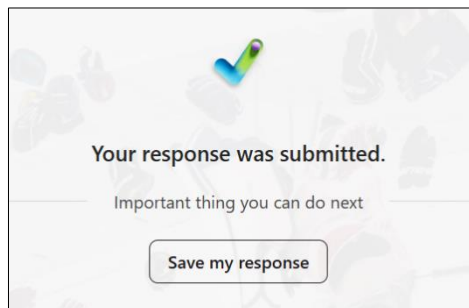 Your response was submitted.
Important thing you can do next
Save my response